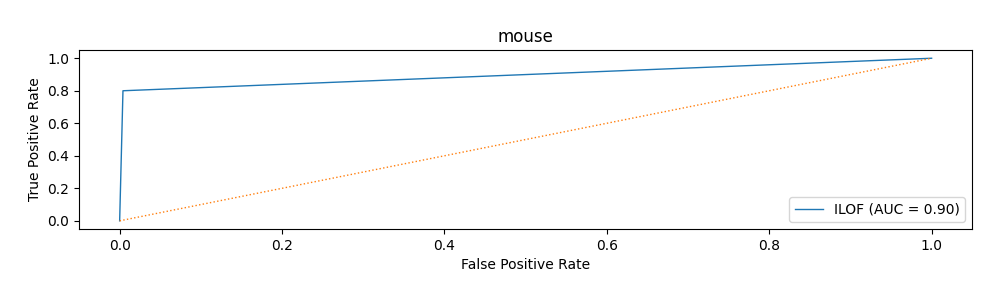 mouse
True Positive Rate
1.0
0.8
0.6
0.4
0.2
0.0
ILOF (AUC = 0.90)
0.0 0.2 0.4 0.6 0.8 1.0
False Positive Rate